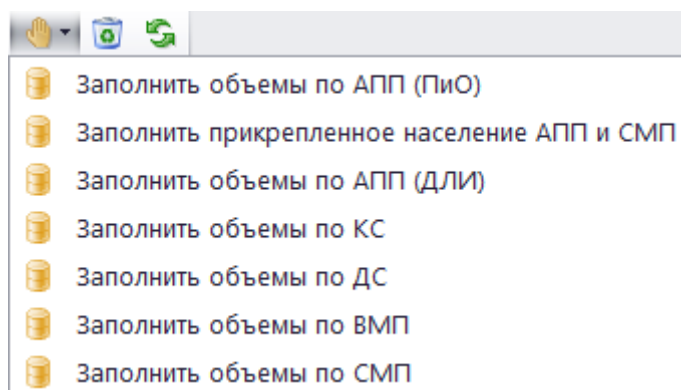 Заполнить объемы по АПП (ПиО)
Заполнить прикрепленное население АПП и СМП
Заполнить объемы по АПП (ДЛИ)
Заполнить объемы по КС
Заполнить объемы по ДС
Заполнить объемы по ВМП
Заполнить объемы по СМП